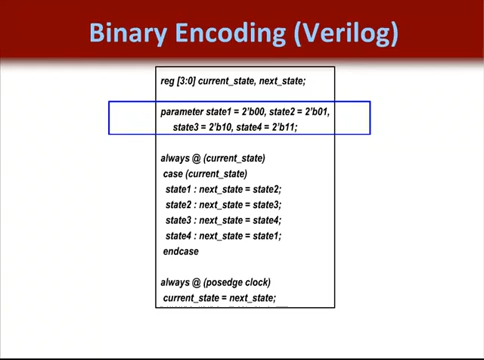 Binary Encoding (Verilog)
reg [3:0] current_state, next_state;
parameter state1 = 2'b00, state2 = 2'b01,
state3 = 2'b10, state4 = 2'b11;
always @ (current_state)
case (current_state)
state1 : next_state = state2;
state2 : next_state = state3;
state3 : next_state = state4;
state4 : next_state = state1;
endcase
always @ (posedge clock)
current_state = next_state;